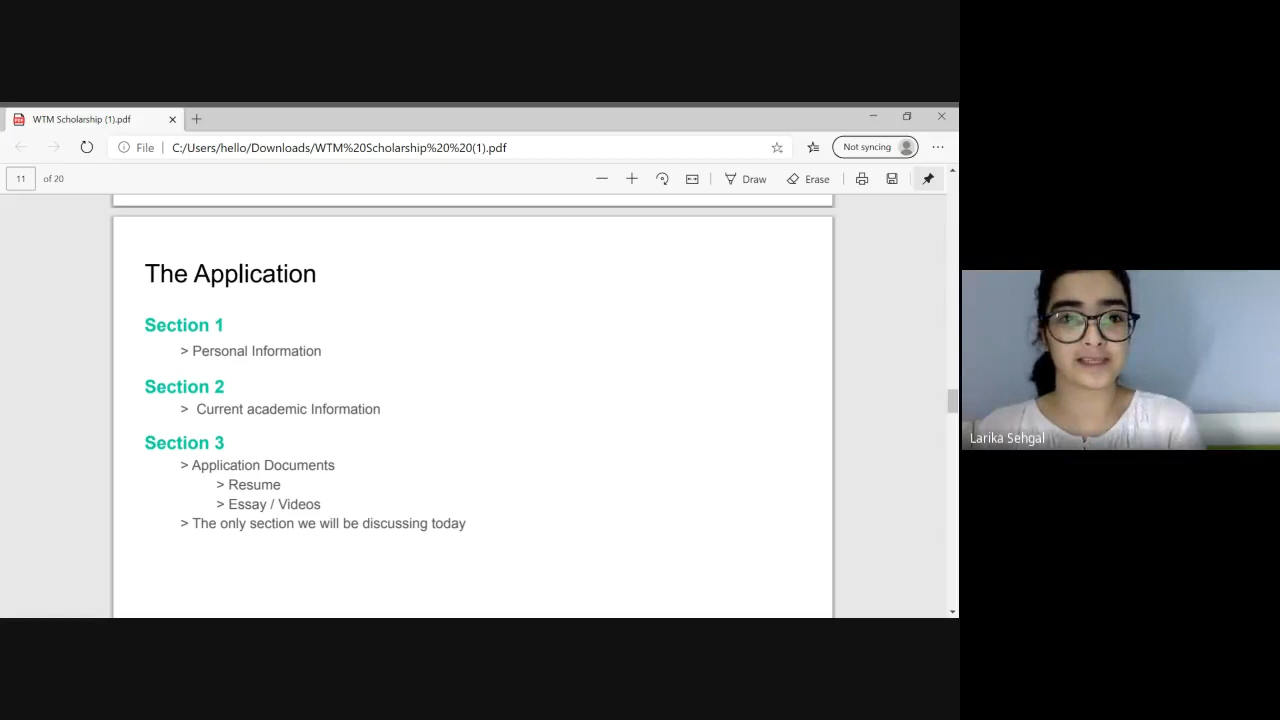 WTM Scholarship (1).pdf
File
C:/Users/hello/Downloads/WTM%20Scholarship%20%20(1).pdf
Not syncing
11 of 20
Draw
Erase
The Application
Section 1
> Personal Information
Section 2
> Current academic Information
Section 3
> Application Documents
> Resume
> Essay / Videos
> The only section we will be discussing today
Larika Sehgal